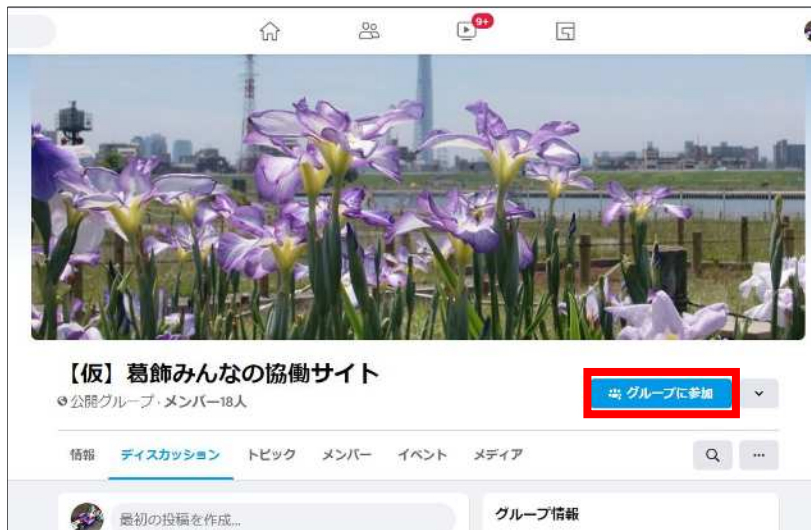 9+
【仮】葛飾みんなの協働サイト
公開グループ・メンバー18人
グループに参加
情報 ディスカッション トピック メンバー イベント メディア
最初の投稿を作成...
グループ情報